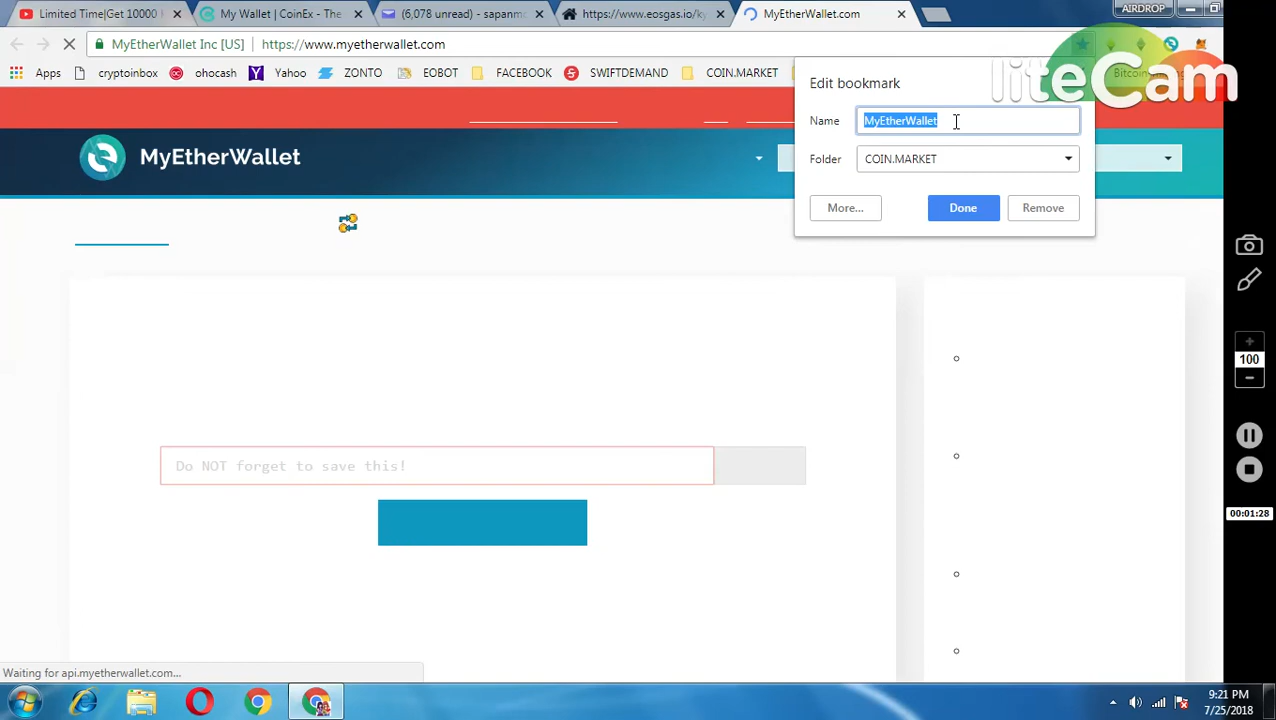 Limited Time|Get 10000
My Wallet | CoinEx - The
(6,078 unread)
https://www.eosgas.io/
MyEtherWallet.com
AIRDROP
MyEtherWallet Inc [US]
https://www.myetherwallet.com
Apps
cryptoinbox
ohocash
Yahoo
ZONTO
EOBOT
FACEBOOK
SWIFTDEMAND
COIN.MARKET
liteCam
Edit bookmark
Name
MyEtherWallet
Folder
COIN.MARKET
More...
Done
Remove
MyEtherWallet
Do NOT forget to save this!
100
00:01:28
Waiting for api.myetherwallet.com...
9:21 PM
7/25/2018